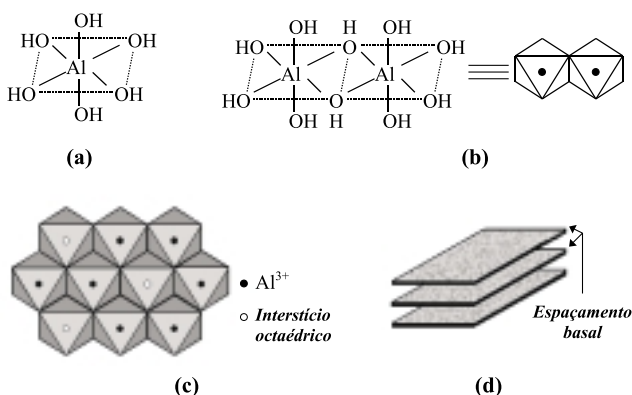 OH
HO OH
Al
HO OH
OH
(a)
OH H OH
HO O OH
Al Al
HO O OH
OH H OH
(b)
Al3+
Interstício
octaédrico
(c)
Espaçamento
basal
(d)